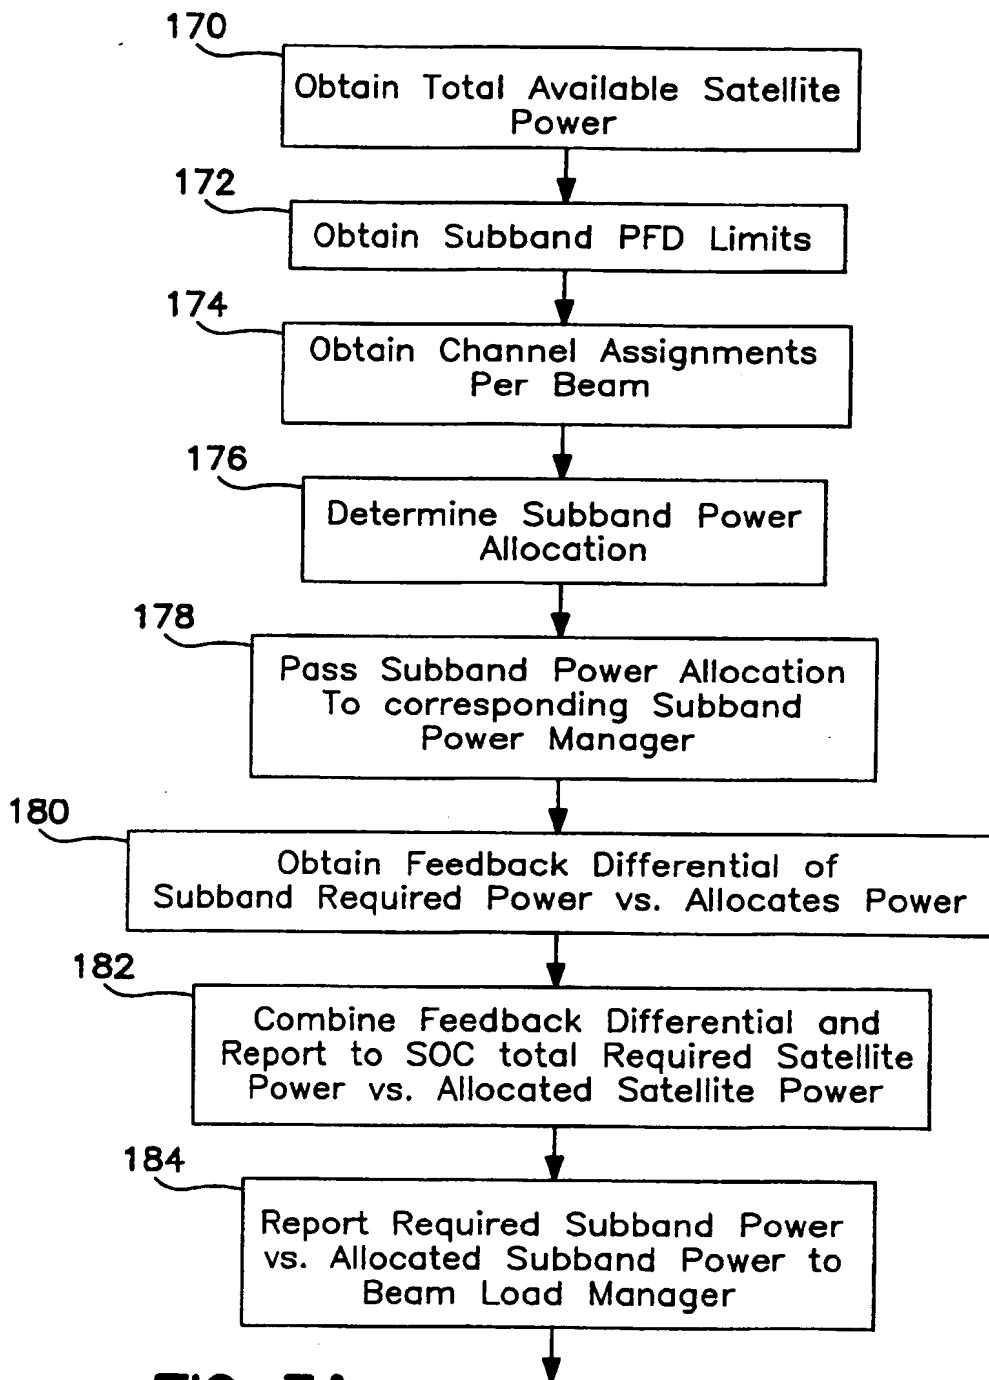 170
Obtain Total Available Satellite
Power
172
Obtain Subband PFD Limits
174
Obtain Channel Assignments
Per Beam
176
Determine Subband Power
Allocation
178
Pass Subband Power Allocation
To corresponding Subband
Power Manager
180
Obtain Feedback Differential of
Subband Required Power vs. Allocates Power
182
Combine Feedback Differential and
Report to SOC total Required Satellite
Power vs. Allocated Satellite Power
184
Report Required Subband Power
vs. Allocated Subband Power to
Beam Load Manager